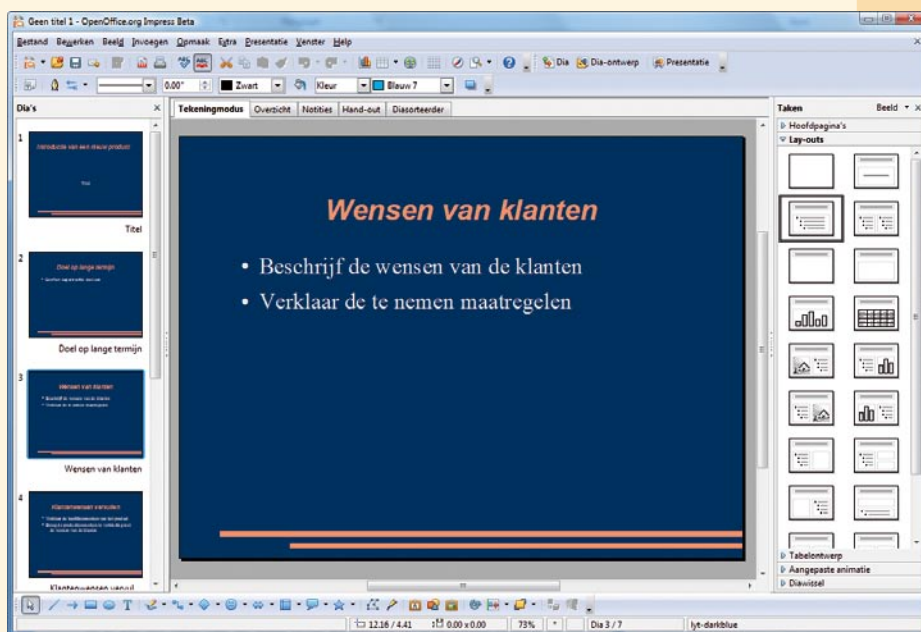 Geen titel 1 - OpenOffice.org Impress Beta
Bestand Bewerken Beeld Invoegen Opmaak Extra Presentatie Venster Help
Dia Dia-ontwerp Presentatie
0.00" Zwart Kleur Blauw 7
Dia's
Tekeningmodus Overzicht Notities Hand-out Diasorteerder
Taken Beeld
Hoofdpagina's
Lay-outs
1
Introductie van een nieuw product
Titel
Titel
2
Doel op lange termijn
Doel op lange termijn
3
Wensen van klanten
Beschrijf de wensen van de klanten
Verklaar de te nemen maatregelen
Wensen van klanten
4
Klantenwensen vervullen
Klantenwensen vervul
Wensen van klanten
• Beschrijf de wensen van de klanten
• Verklaar de te nemen maatregelen
Tabelontwerp
Aangepaste animatie
Diawissel
12.16 / 4.41 0.00 x 0.00 73% * Dia 3 / 7 lyt-darkblue